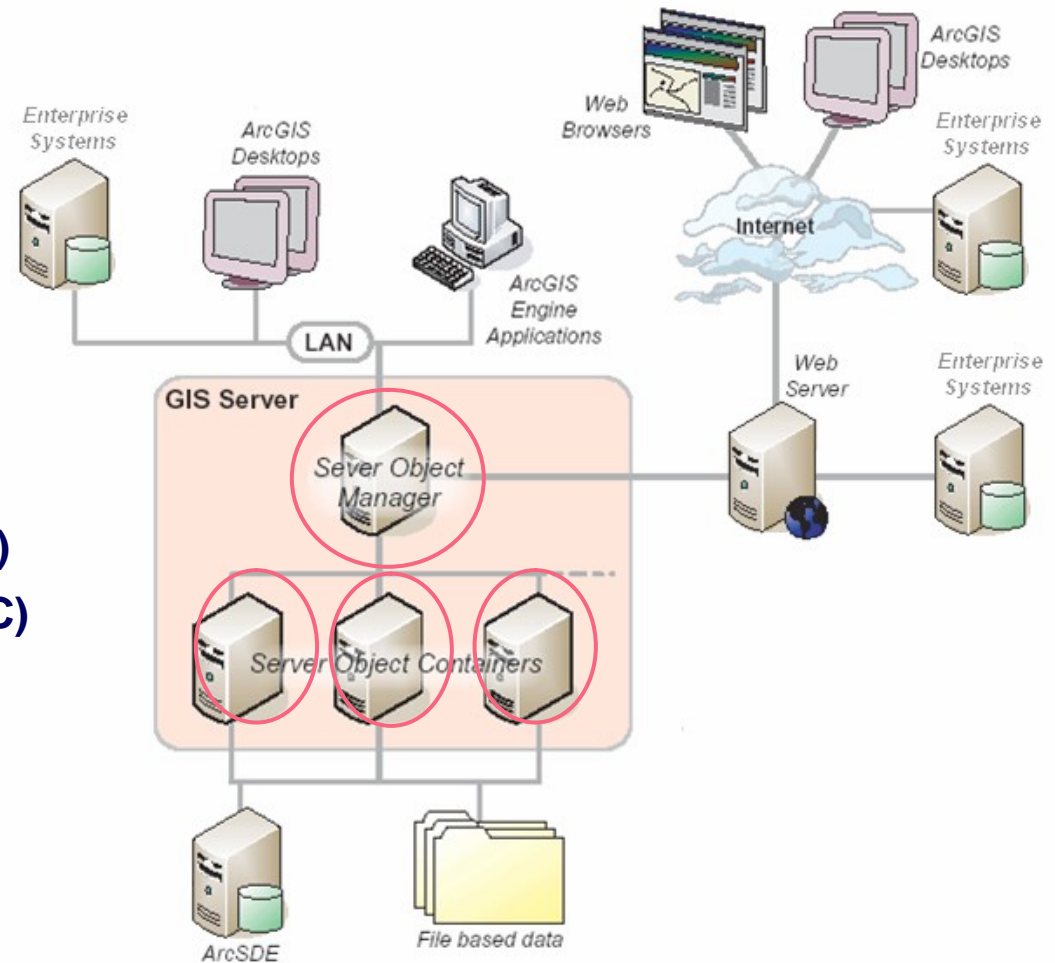 ArcGIS
Desktops
Web
Browsers
Enterprise
Systems
ArcGIS
Desktops
Enterprise
Systems
Internet
ArcGIS
Engine
Applications
LAN
Web
Server
Enterprise
Systems
GIS Server
Sever Object
Manager
)
C)
Server Object Containers
ArcSDE
File based data